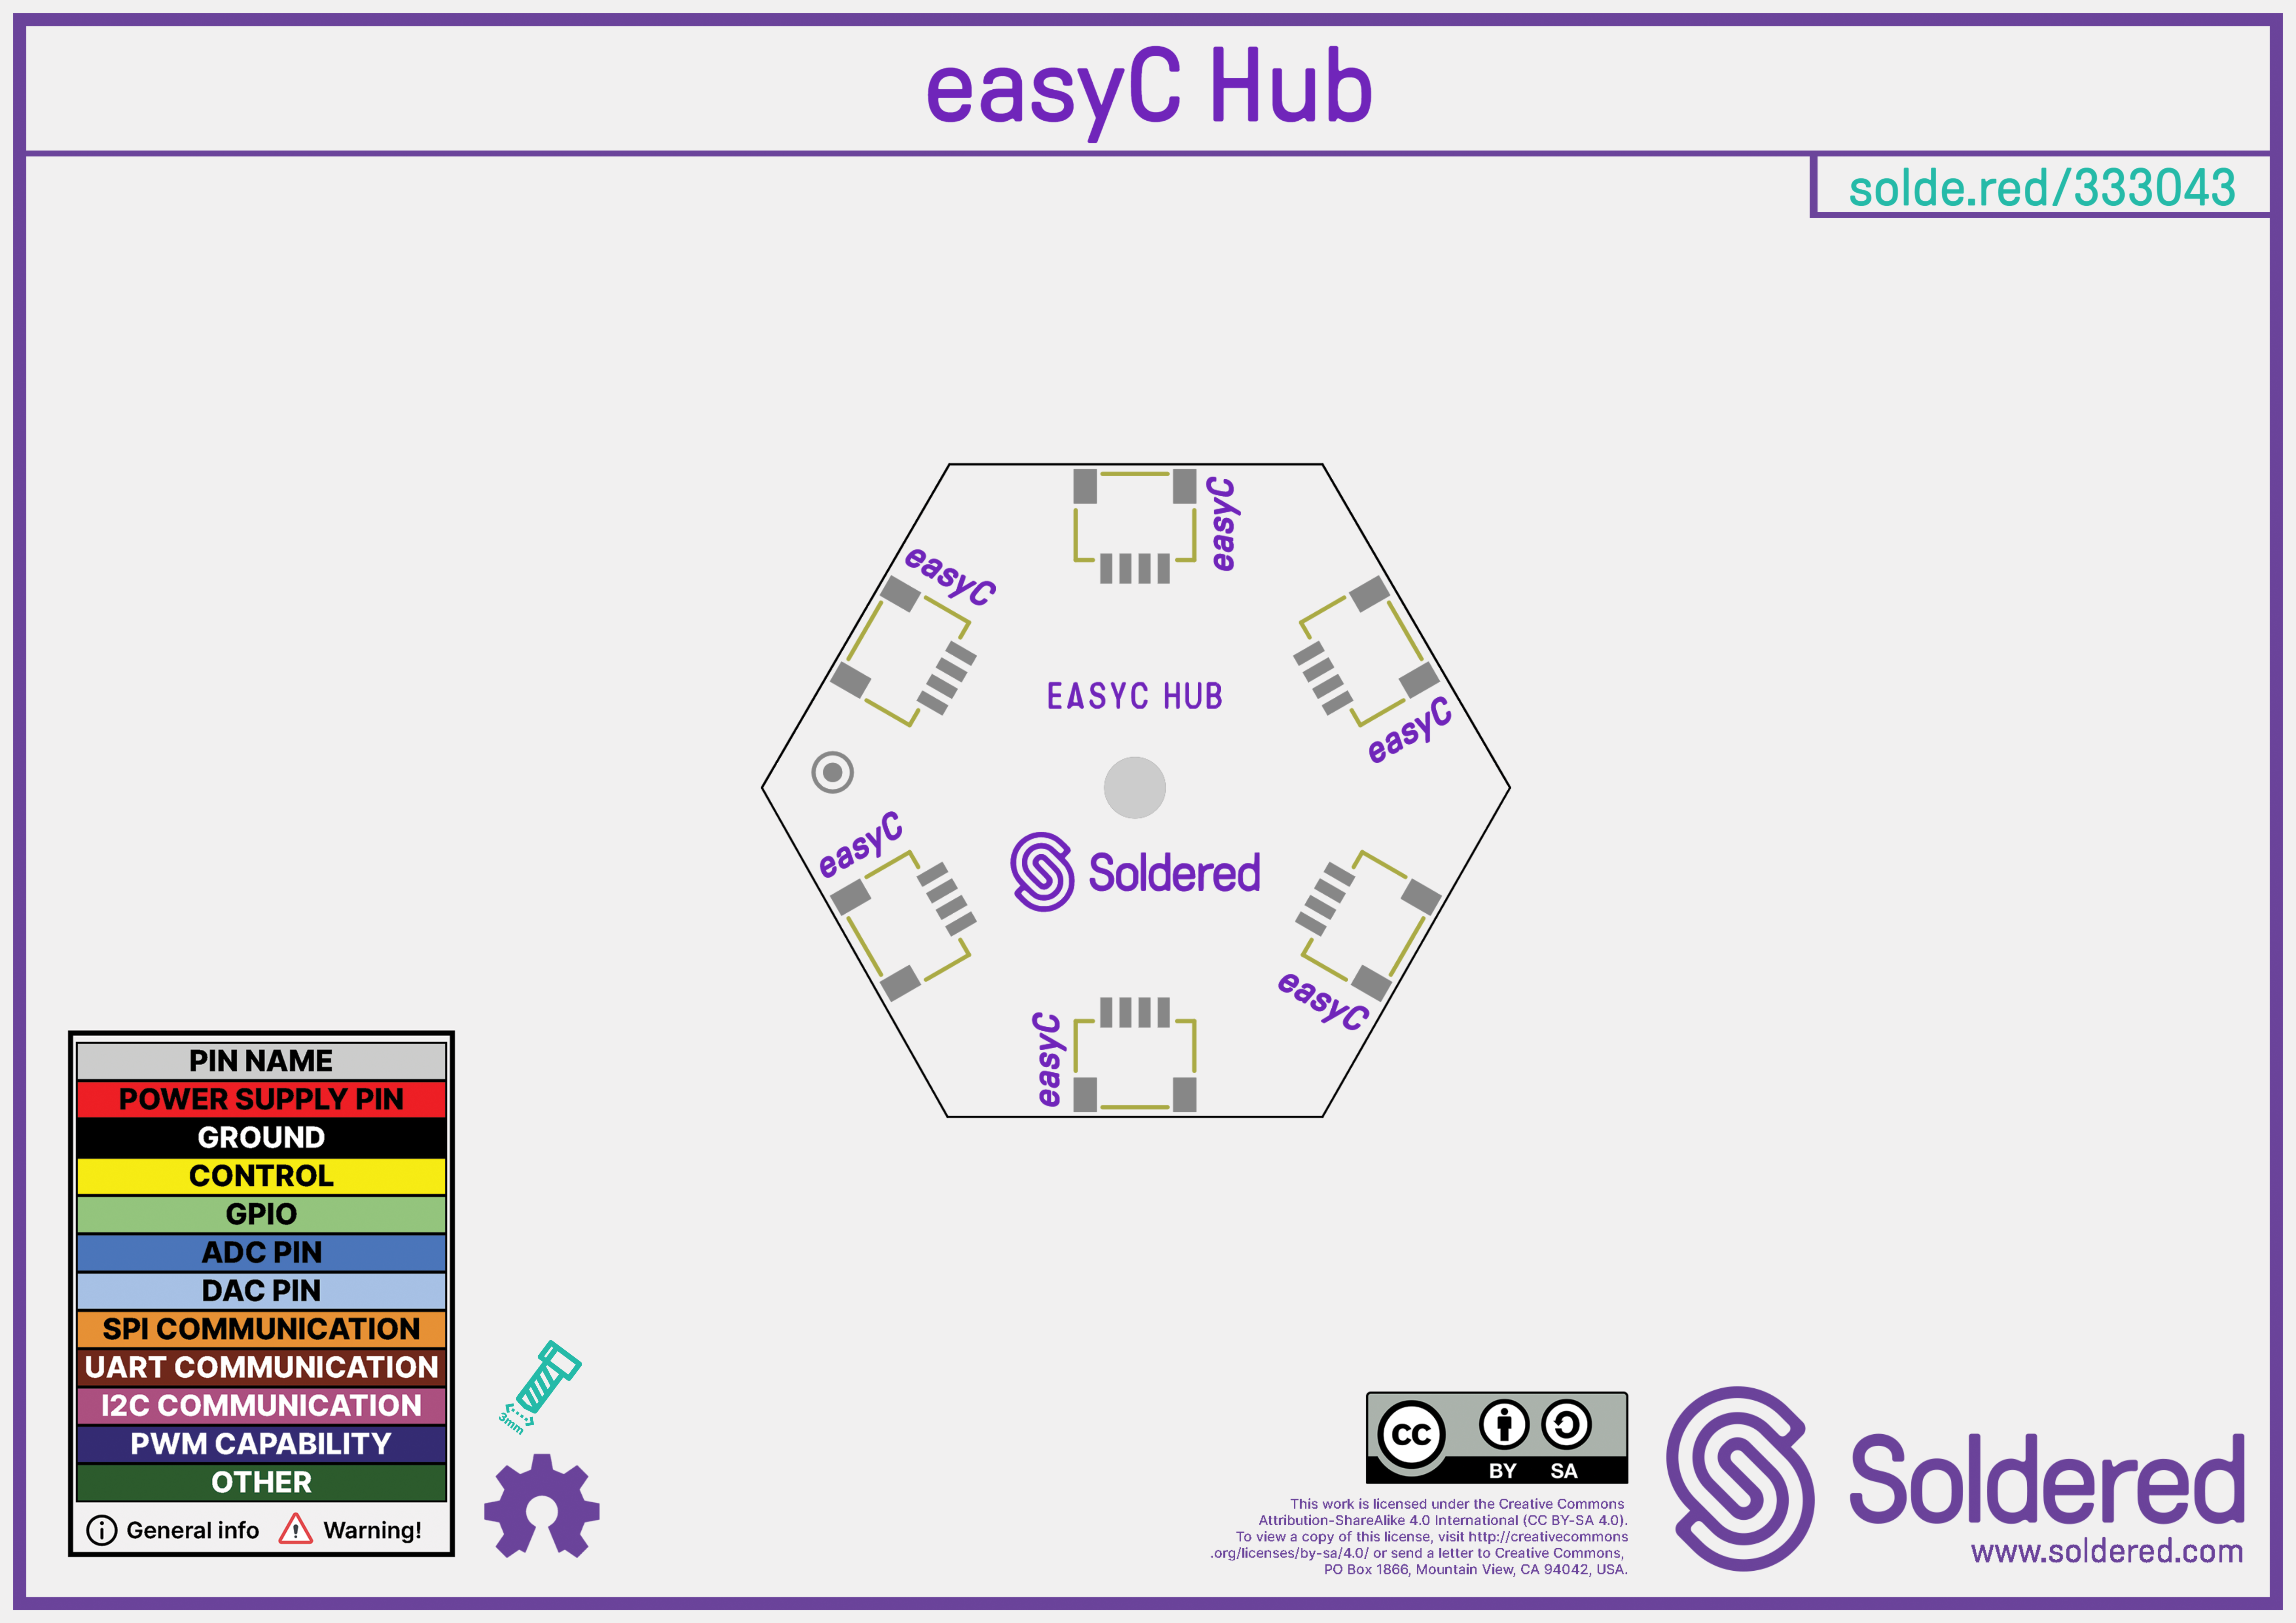 easyC Hub
solde.red/333043
easyC
easyC
easyC
EASYC HUB
easyC
Soldered
easyC
easyC
PIN NAME
POWER SUPPLY PIN
GROUND
CONTROL
GPIO
ADC PIN
DAC PIN
SPI COMMUNICATION
UART COMMUNICATION
I2C COMMUNICATION
PWM CAPABILITY
OTHER
General info
Warning!
3mm
CC
BY SA
This work is licensed under the Creative Commons
Attribution-ShareAlike 4.0 International (CC BY-SA 4.0).
To view a copy of this license, visit http://creativecommons
.org/licenses/by-sa/4.0/ or send a letter to Creative Commons,
PO Box 1866, Mountain View, CA 94042, USA.
Soldered
www.soldered.com